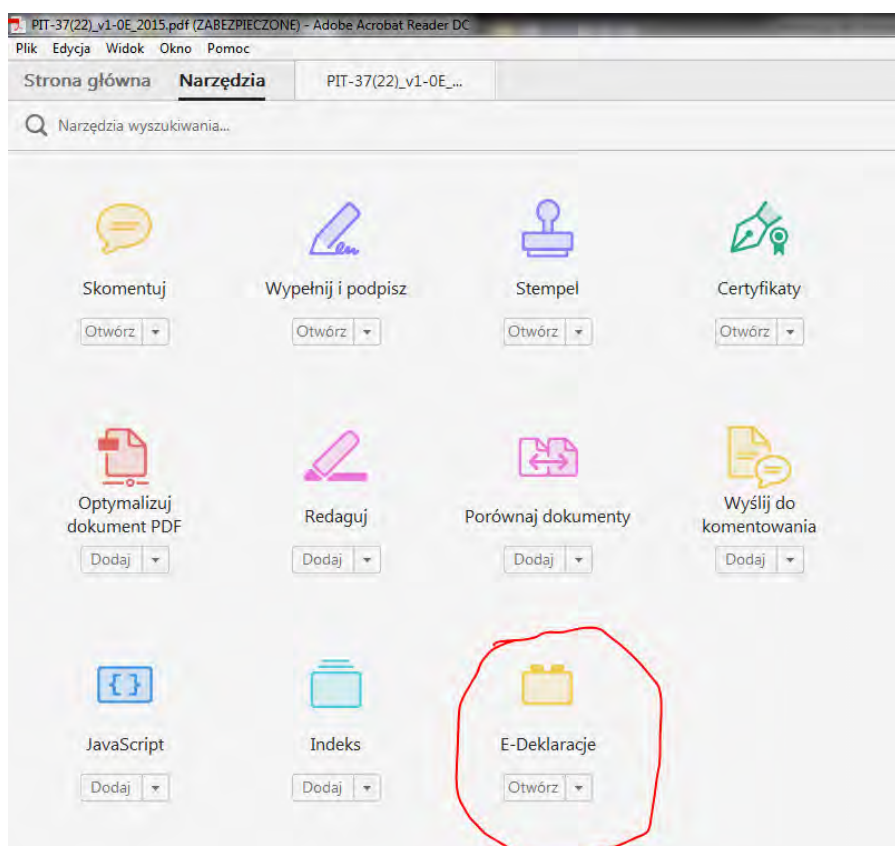 PIT-37(22)_v1-0E_2015.pdf (ZABEZPIECZONE) - Adobe Acrobat Reader DC
Plik Edycja Widok Okno Pomoc
Strona główna Narzędzia PIT-37(22)_v1-0E_...
Narzędzia wyszukiwania...
Skomentuj Wypełnij i podpisz Stempel Certyfikaty
Otwórz Otwórz Otwórz Otwórz
Optymalizuj
dokument PDF Redaguj Porównaj dokumenty Wyślij do
komentowania
Dodaj Dodaj Dodaj Dodaj
{ }
JavaScript Indeks E-Deklaracje
Dodaj Dodaj Otwórz